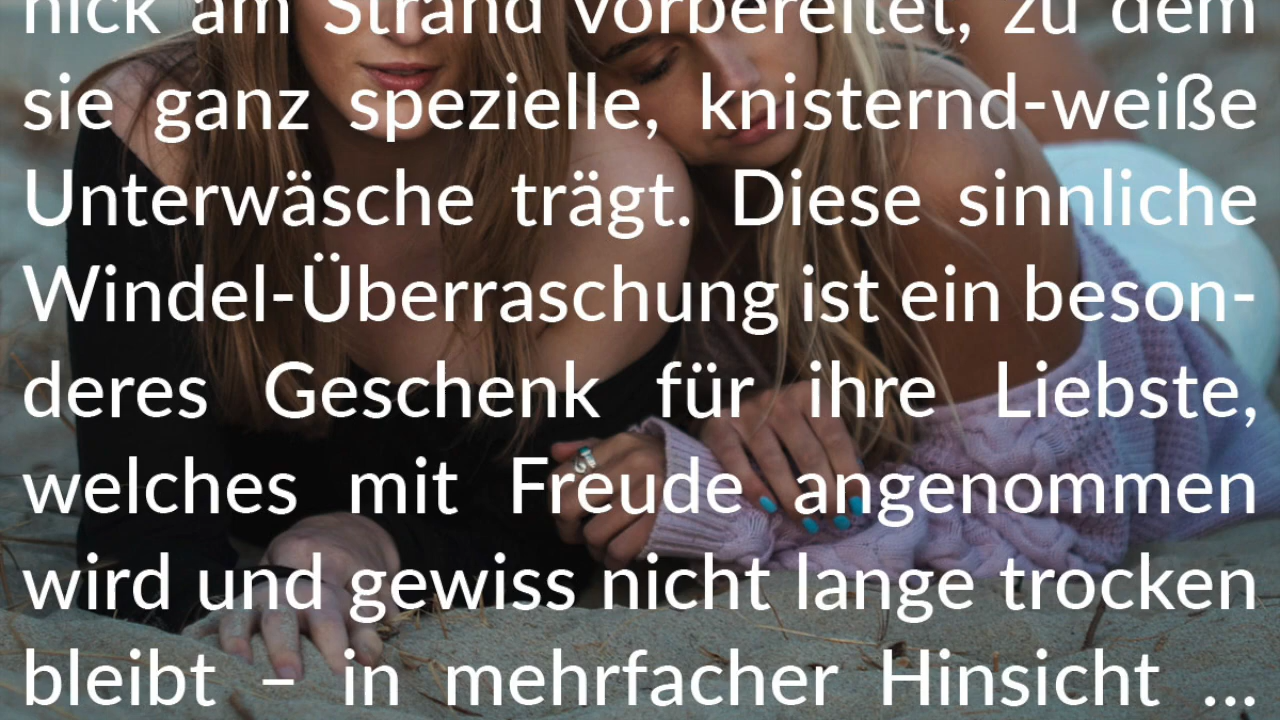 nick am Strand vorbereitet, zu dem
sie ganz spezielle, knisternd-weiße
Unterwäsche trägt. Diese sinnliche
Windel-Überraschung ist ein beson-
deres Geschenk für ihre Liebste,
welches mit Freude angenommen
wird und gewiss nicht lange trocken
bleibt – in mehrfacher Hinsicht ...